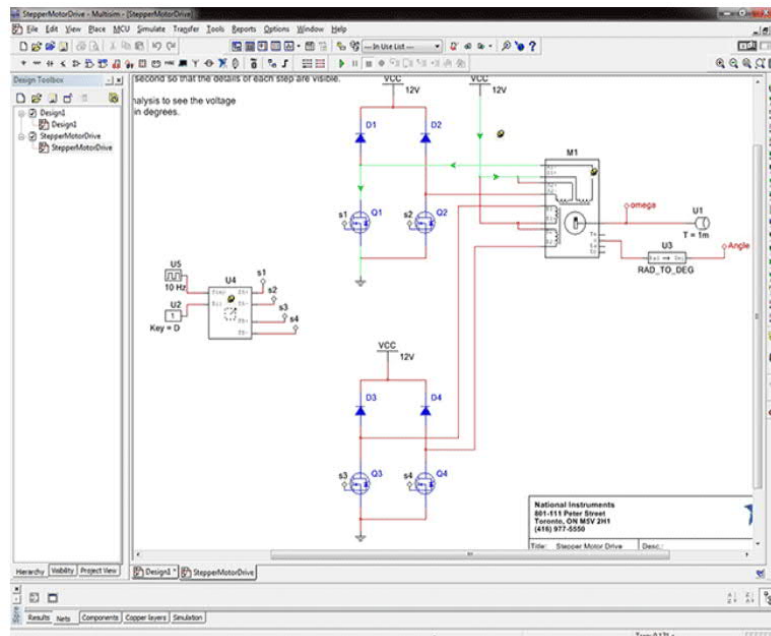 StepperMotorDrive - Multisim - [StepperMotorDrive]
File Edit View Place MCU Simulate Transfer Tools Reports Options Window Help
--- In Use List ---
Design Toolbox
Design1
Design1
StepperMotorDrive
StepperMotorDrive
second so that the details of each step are visible.
nalysis to see the voltage
in degrees.
VCC
12V
VCC
12V
D1
D2
M1
s1
Q1
s2
Q2
omega
U1
T = 1m
U3
Angle
RAD_TO_DEG
U5
10 Hz
U4
s1
s2
s3
s4
U2
1
Key = D
VCC
12V
D3
D4
s3
Q3
s4
Q4
National Instruments
801-111 Peter Street
Toronto, ON M5V 2H1
(416) 977-5550
Title: Stepper Motor Drive Desc.:
Hierarchy Visibility Project View
Design1 * StepperMotorDrive
Results Nets Components Copper layers Simulation